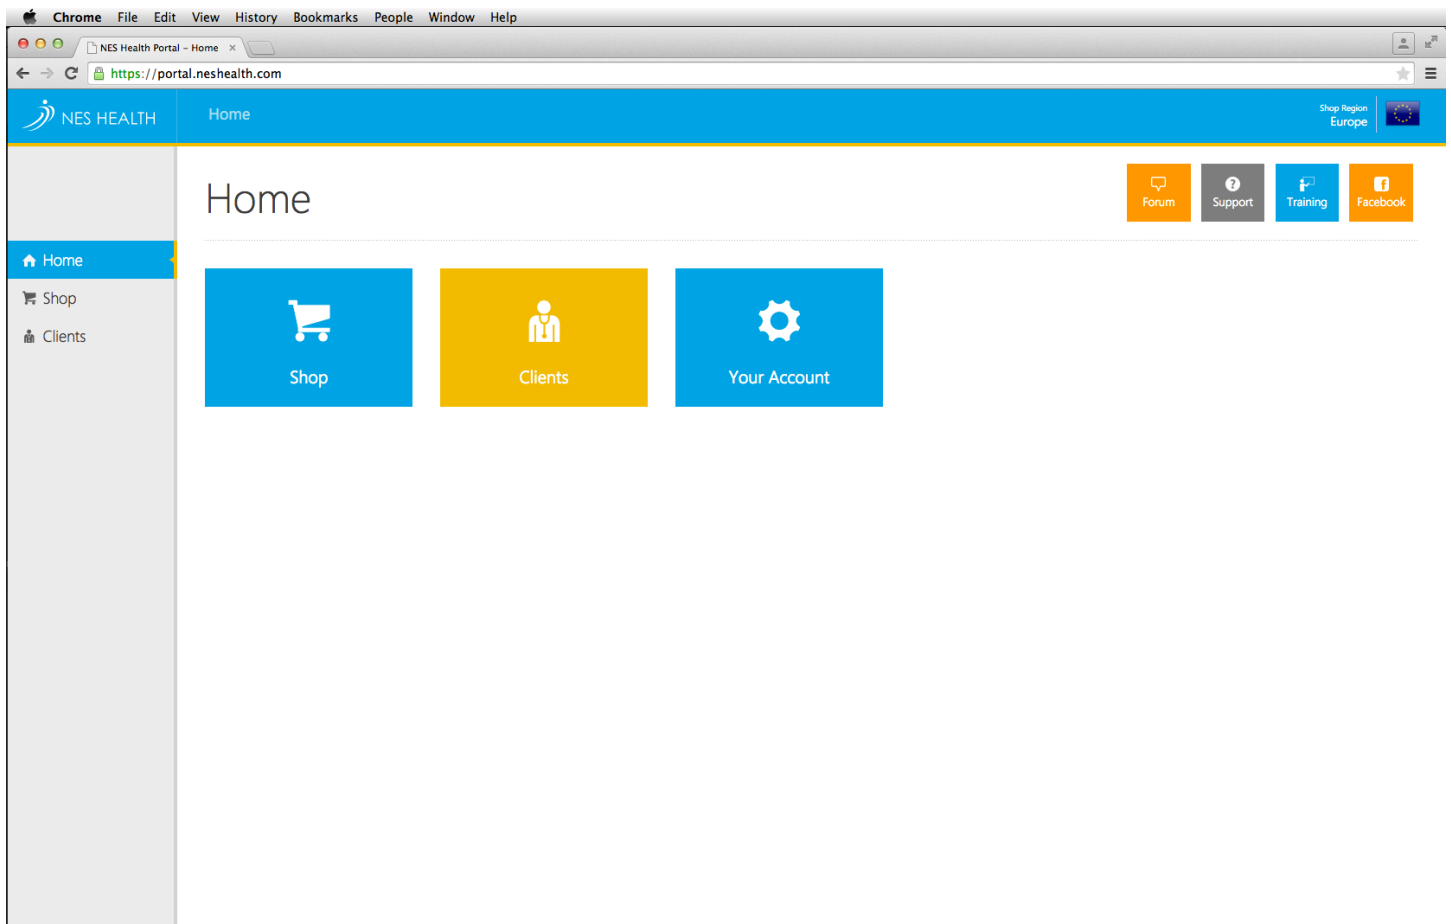 Chrome File Edit View History Bookmarks People Window Help
NES Health Portal – Home
https://portal.neshealth.com
NES HEALTH
Home
Shop Region
Europe
Home
Forum
Support
Training
Facebook
Home
Shop
Clients
Shop
Clients
Your Account